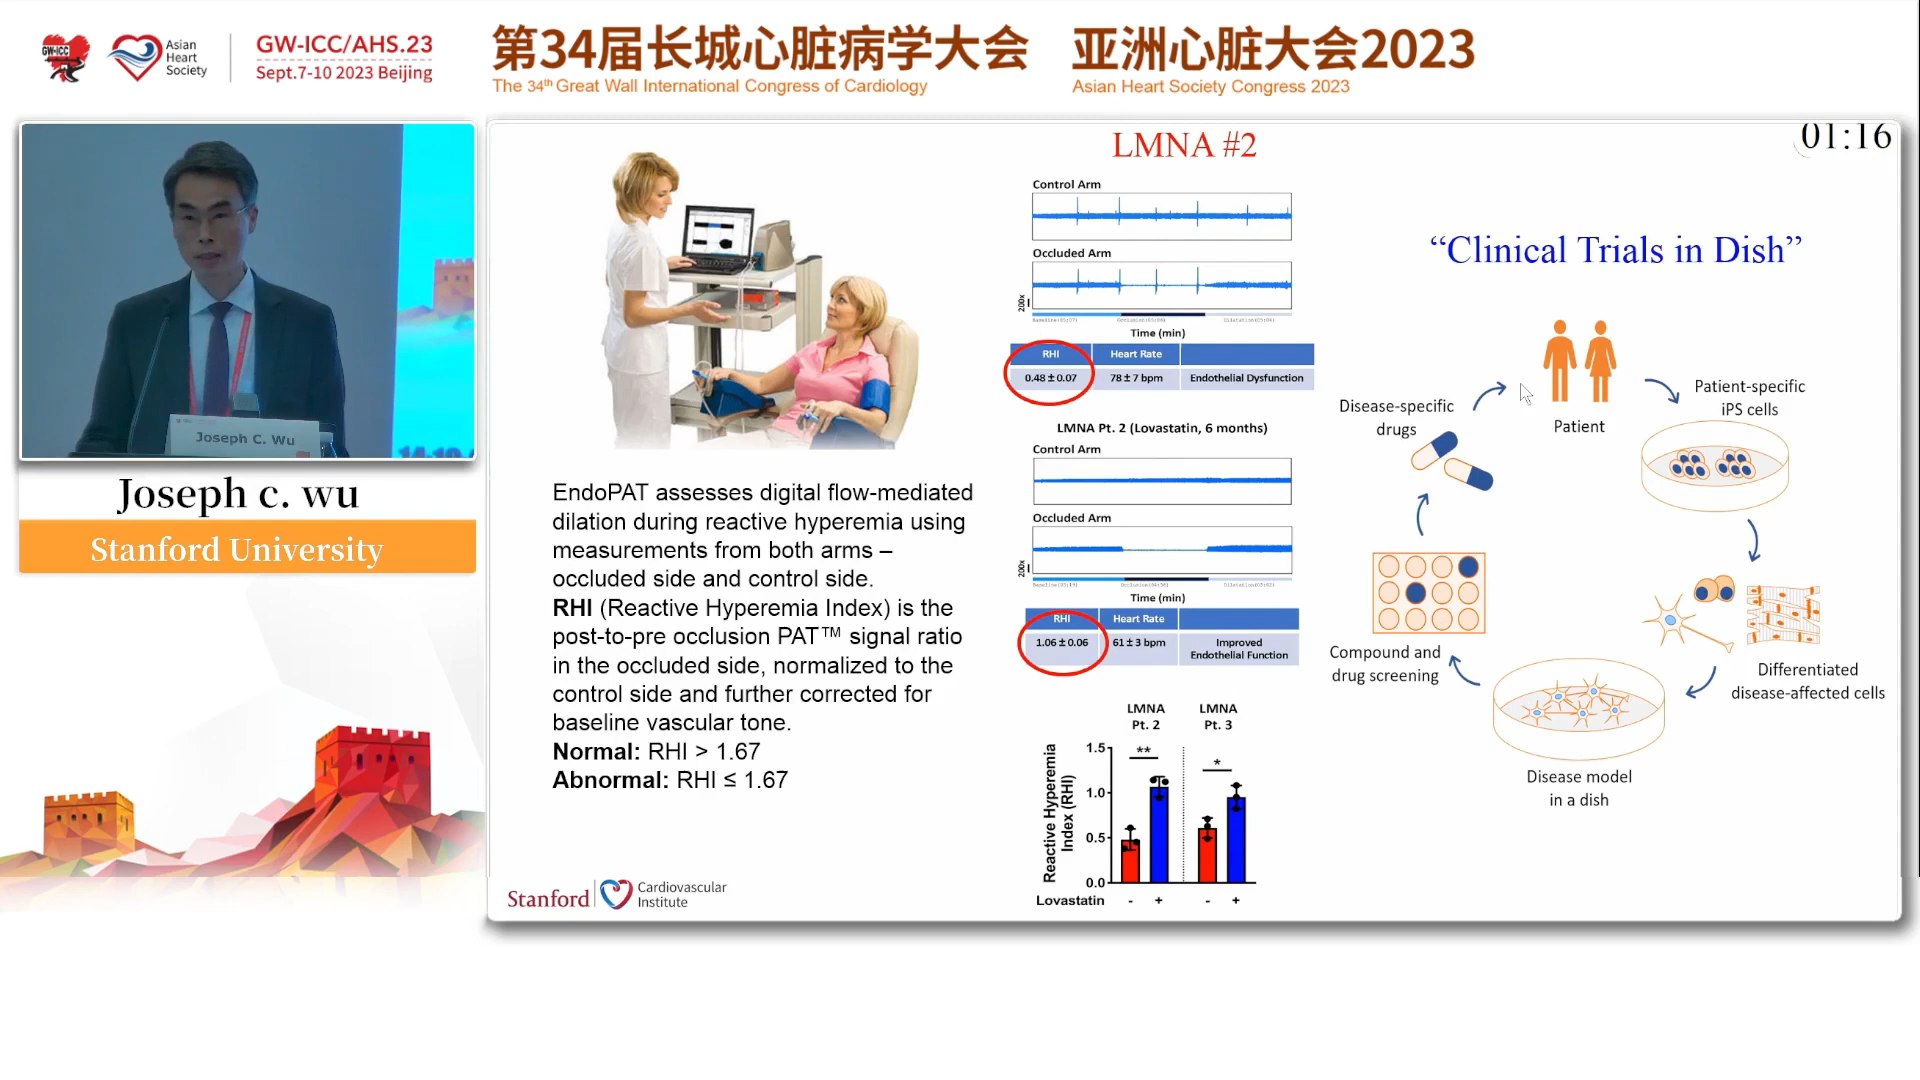 GW-ICC
Asian
Heart
Society
GW-ICC/AHS.23
Sept.7-10 2023 Beijing
第34届长城心脏病学大会
The 34th Great Wall International Congress of Cardiology
亚洲心脏大会2023
Asian Heart Society Congress 2023
Joseph C. Wu
Joseph c. wu
Stanford University
01:16
EndoPAT assesses digital flow-mediated
dilation during reactive hyperemia using
measurements from both arms –
occluded side and control side.
RHI (Reactive Hyperemia Index) is the
post-to-pre occlusion PAT™ signal ratio
in the occluded side, normalized to the
control side and further corrected for
baseline vascular tone.
Normal: RHI > 1.67
Abnormal: RHI ≤ 1.67
Stanford
Cardiovascular
Institute
LMNA #2
Control Arm
Occluded Arm
200x
Time (min)
RHI Heart Rate
0.48 ± 0.07 78 ± 7 bpm Endothelial Dysfunction
LMNA Pt. 2 (Lovastatin, 6 months)
Control Arm
Occluded Arm
200x
Time (min)
RHI Heart Rate
1.06 ± 0.06 61 ± 3 bpm Improved
Endothelial Function
LMNA LMNA
Pt. 2 Pt. 3
Reactive Hyperemia
Index (RHI)
1.5
** *
1.0
0.5
0.0
Lovastatin - + - +
“Clinical Trials in Dish”
Patient
Patient-specific
iPS cells
Differentiated
disease-affected cells
Disease model
in a dish
Compound and
drug screening
Disease-specific
drugs